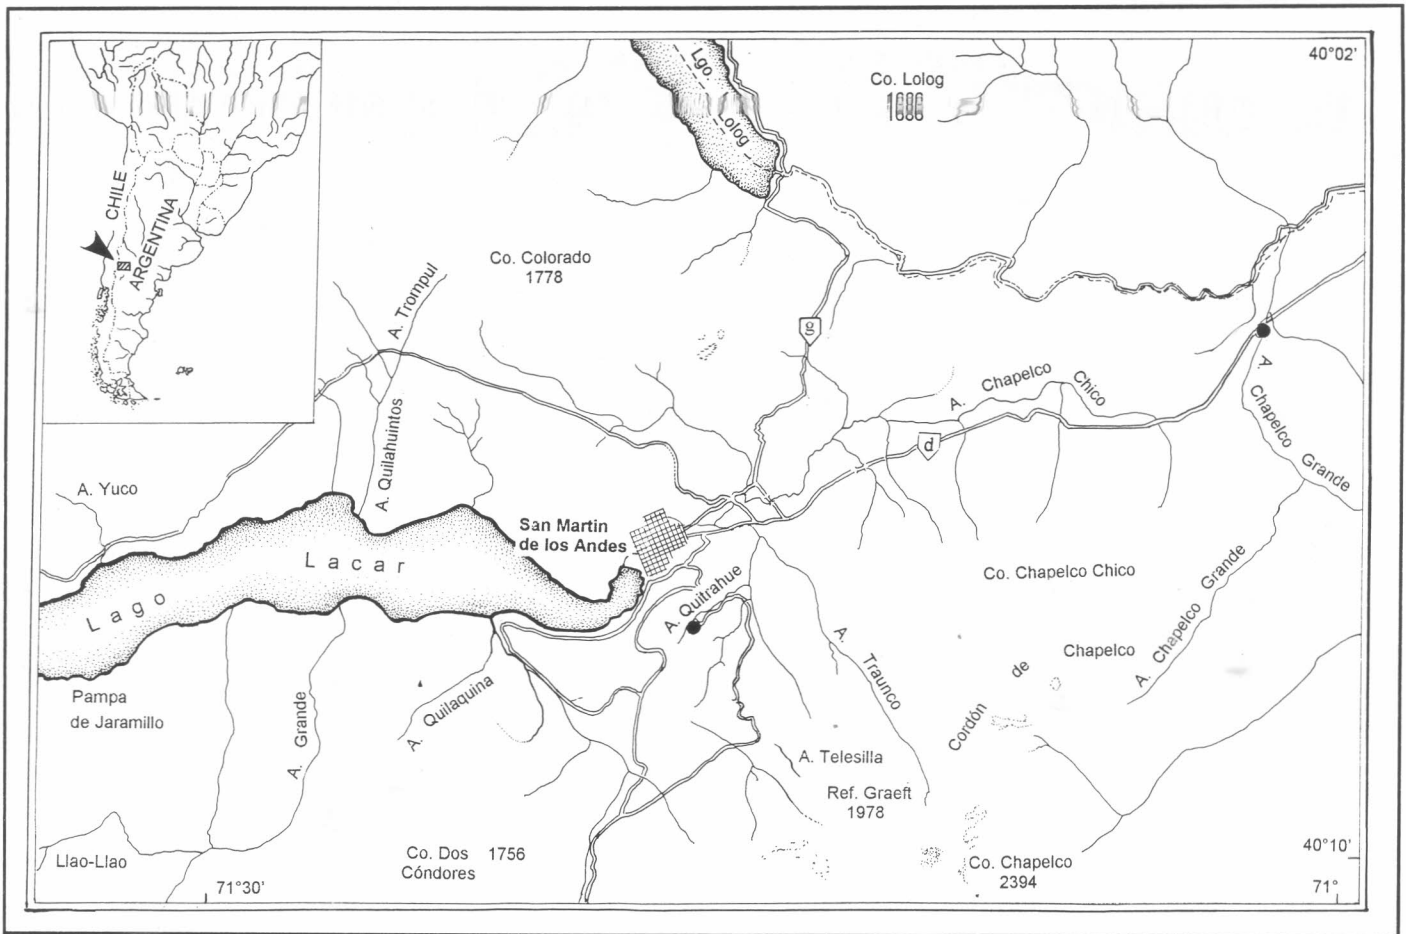 40°02'
Lgo.
Lolog
Co. Lolog
1686
CHILE
ARGENTINA
Co. Colorado
1778
A. Trompul
A. Chapelco Chico
d
A. Quilahuintos
A. Yuco
A. Chapelco Grande
San Martin
de los Andes
Lago Lacar
A. Quitrahue
Co. Chapelco Chico
A. Chapelco Grande
A. Traunco
Cordón de Chapelco
Pampa
de Jaramillo
A. Grande
A. Quilaquina
A. Telesilla
Ref. Graeft
1978
Llao-Llao
Co. Dos 1756
Cóndores
Co. Chapelco
2394
40°10'
71°30'
71°